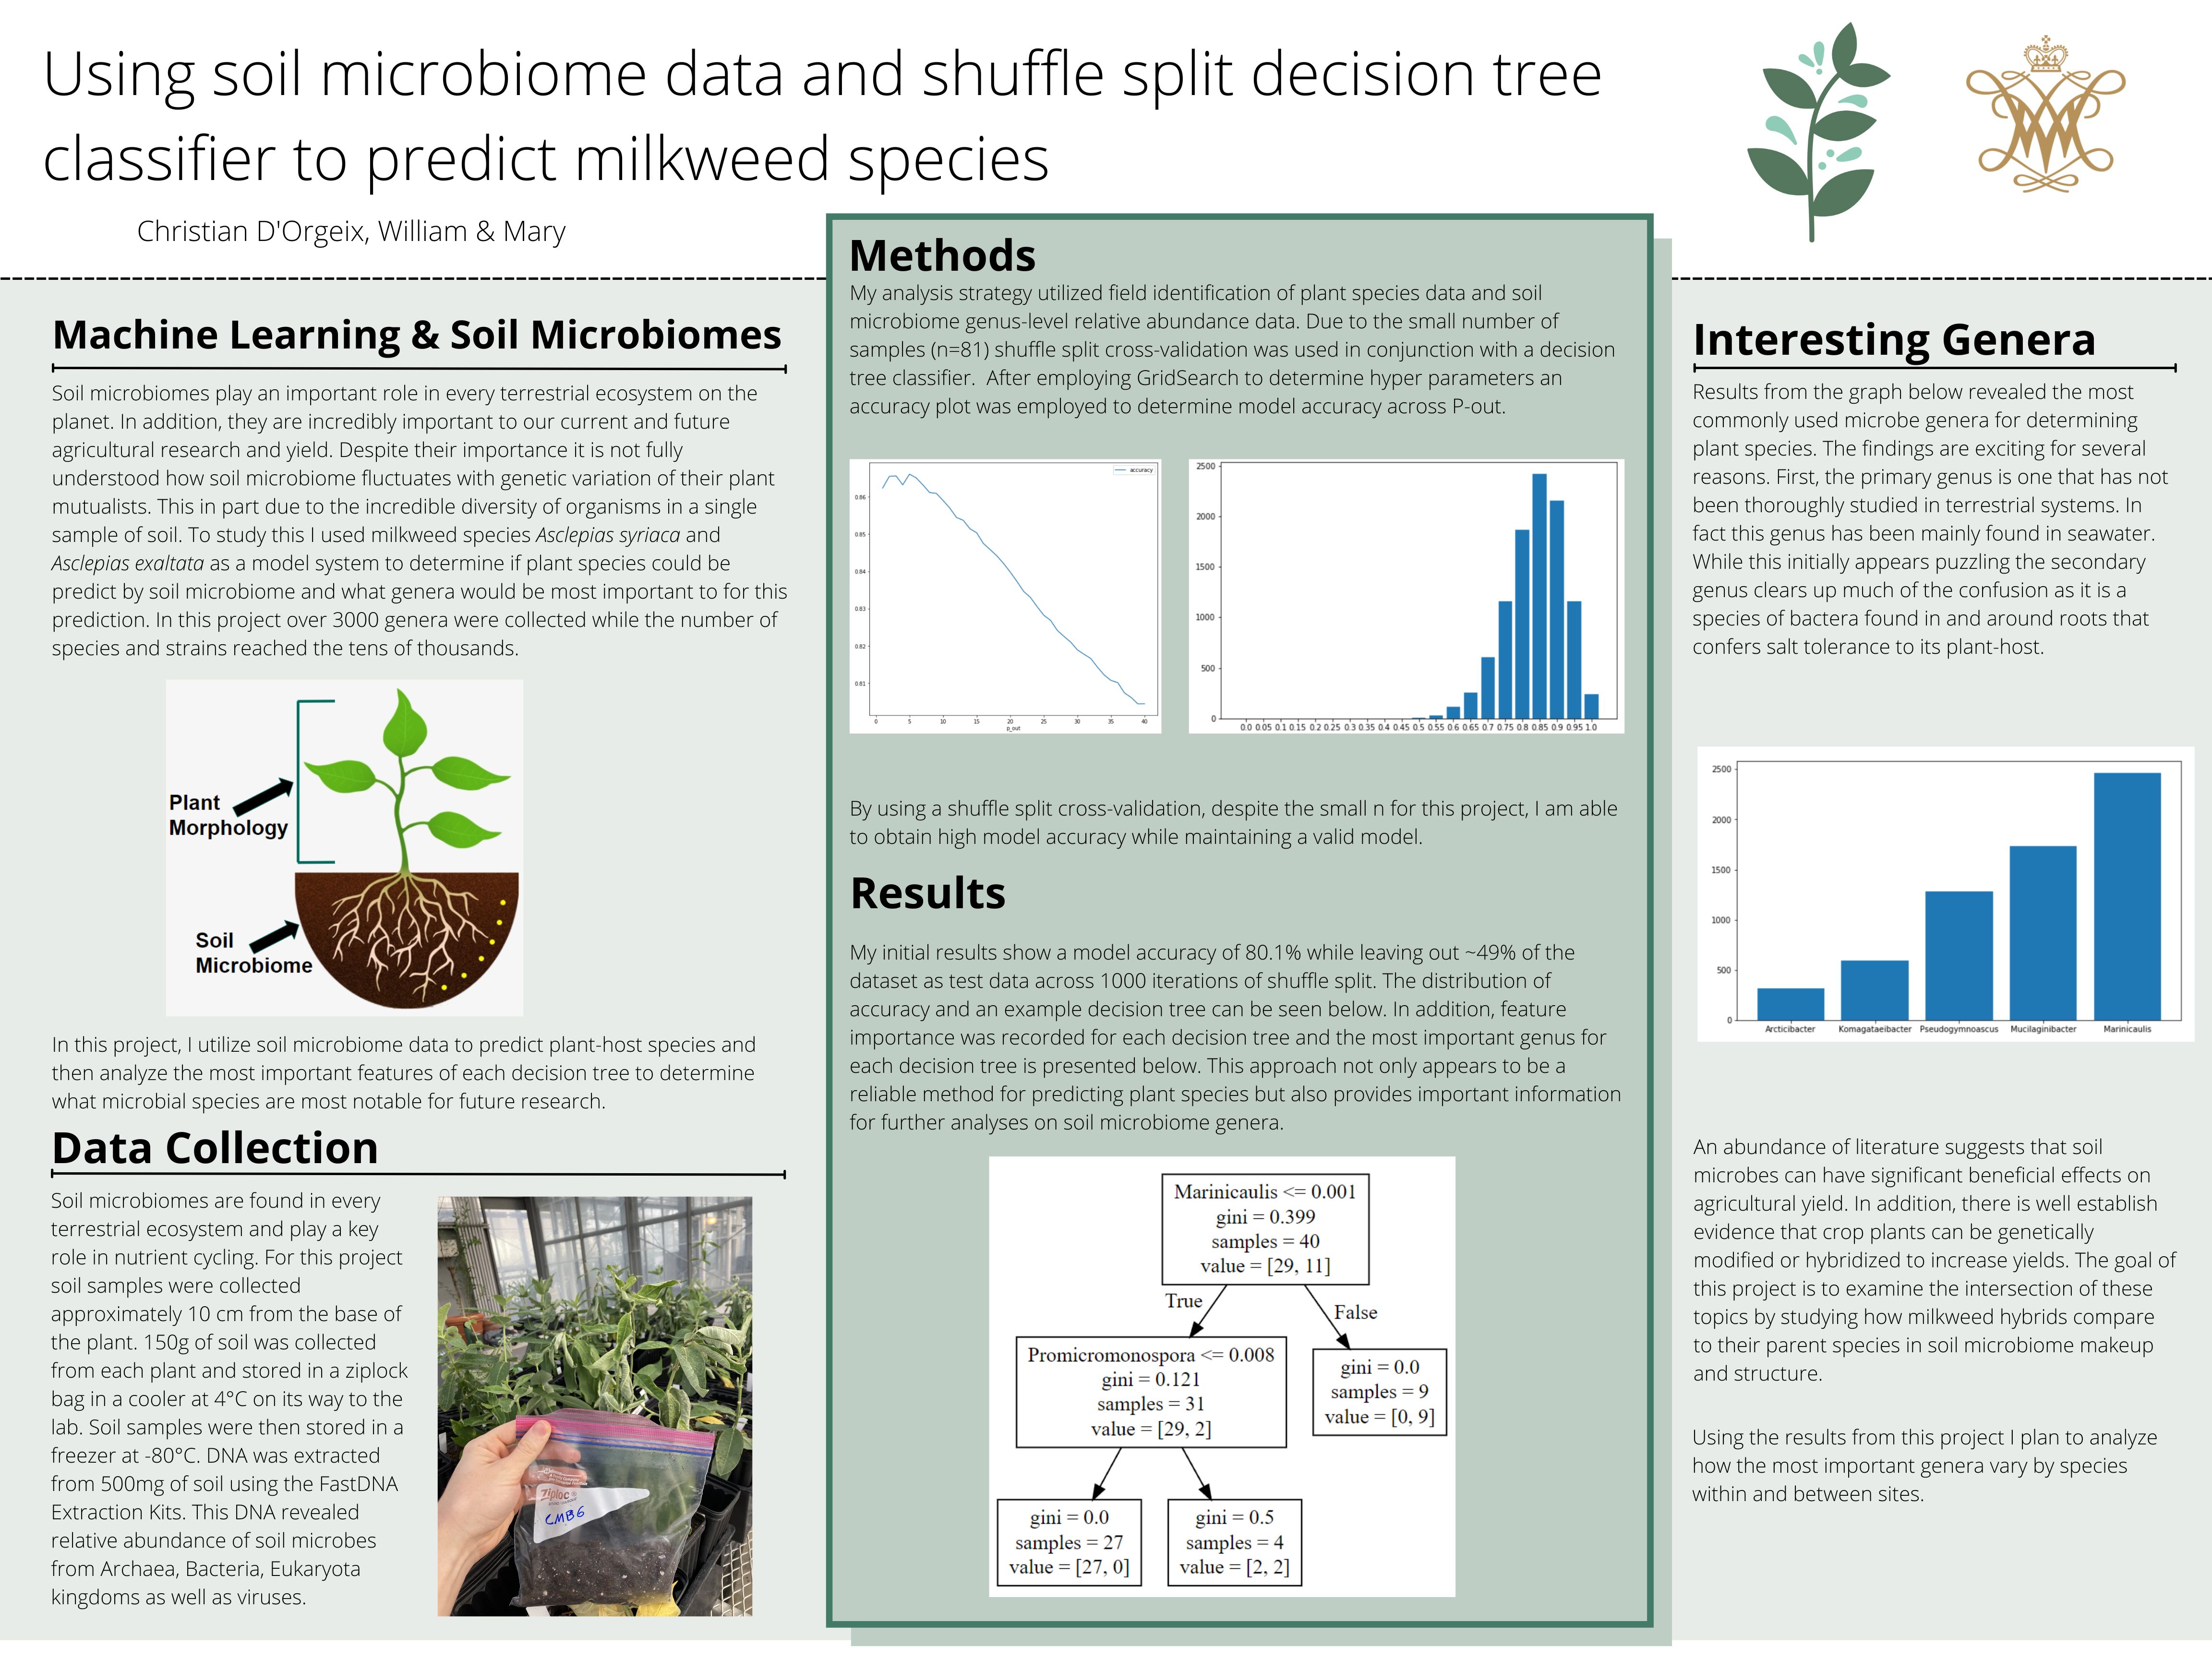 Using soil microbiome data and shuffle split decision tree
classifier to predict milkweed species
Christian D'Orgeix, William & Mary
Machine Learning & Soil Microbiomes
Soil microbiomes play an important role in every terrestrial ecosystem on the
planet. In addition, they are incredibly important to our current and future
agricultural research and yield. Despite their importance it is not fully
understood how soil microbiome fluctuates with genetic variation of their plant
mutualists. This in part due to the incredible diversity of organisms in a single
sample of soil. To study this I used milkweed species Asclepias syriaca and
Asclepias exaltata as a model system to determine if plant species could be
predict by soil microbiome and what genera would be most important to for this
prediction. In this project over 3000 genera were collected while the number of
species and strains reached the tens of thousands.
Plant
Morphology
Soil
Microbiome
In this project, I utilize soil microbiome data to predict plant-host species and
then analyze the most important features of each decision tree to determine
what microbial species are most notable for future research.
Data Collection
Soil microbiomes are found in every
terrestrial ecosystem and play a key
role in nutrient cycling. For this project
soil samples were collected
approximately 10 cm from the base of
the plant. 150g of soil was collected
from each plant and stored in a ziplock
bag in a cooler at 4°C on its way to the
lab. Soil samples were then stored in a
freezer at -80°C. DNA was extracted
from 500mg of soil using the FastDNA
Extraction Kits. This DNA revealed
relative abundance of soil microbes
from Archaea, Bacteria, Eukaryota
kingdoms as well as viruses.
Ziploc
CMB6
Methods
My analysis strategy utilized field identification of plant species data and soil
microbiome genus-level relative abundance data. Due to the small number of
samples (n=81) shuffle split cross-validation was used in conjunction with a decision
tree classifier.  After employing GridSearch to determine hyper parameters an
accuracy plot was employed to determine model accuracy across P-out.
accuracy
0.86
0.85
0.84
0.83
0.82
0.81
0 5 10 15 20 25 30 35 40
p_out
2500
2000
1500
1000
500
0
0.0 0.05 0.1 0.15 0.2 0.25 0.3 0.35 0.4 0.45 0.5 0.55 0.6 0.65 0.7 0.75 0.8 0.85 0.9 0.95 1.0
By using a shuffle split cross-validation, despite the small n for this project, I am able
to obtain high model accuracy while maintaining a valid model.
Results
My initial results show a model accuracy of 80.1% while leaving out ~49% of the
dataset as test data across 1000 iterations of shuffle split. The distribution of
accuracy and an example decision tree can be seen below. In addition, feature
importance was recorded for each decision tree and the most important genus for
each decision tree is presented below. This approach not only appears to be a
reliable method for predicting plant species but also provides important information
for further analyses on soil microbiome genera.
Marinicaulis <= 0.001
gini = 0.399
samples = 40
value = [29, 11]
True
False
Promicromonospora <= 0.008
gini = 0.121
samples = 31
value = [29, 2]
gini = 0.0
samples = 9
value = [0, 9]
gini = 0.0
samples = 27
value = [27, 0]
gini = 0.5
samples = 4
value = [2, 2]
Interesting Genera
Results from the graph below revealed the most
commonly used microbe genera for determining
plant species. The findings are exciting for several
reasons. First, the primary genus is one that has not
been thoroughly studied in terrestrial systems. In
fact this genus has been mainly found in seawater.
While this initially appears puzzling the secondary
genus clears up much of the confusion as it is a
species of bactera found in and around roots that
confers salt tolerance to its plant-host.
2500
2000
1500
1000
500
0
Arcticibacter Komagataeibacter Pseudogymnoascus Mucilaginibacter Marinicaulis
An abundance of literature suggests that soil
microbes can have significant beneficial effects on
agricultural yield. In addition, there is well establish
evidence that crop plants can be genetically
modified or hybridized to increase yields. The goal of
this project is to examine the intersection of these
topics by studying how milkweed hybrids compare
to their parent species in soil microbiome makeup
and structure.
Using the results from this project I plan to analyze
how the most important genera vary by species
within and between sites.